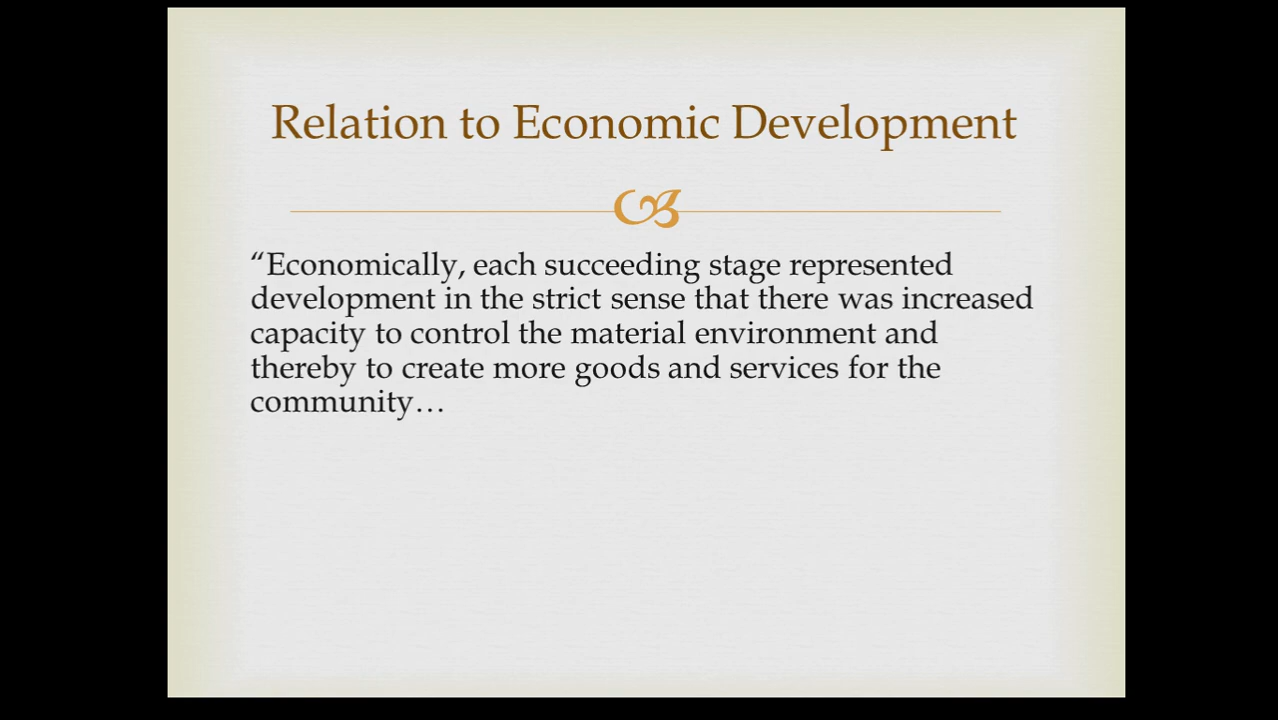 Relation to Economic Development
“Economically, each succeeding stage represented
development in the strict sense that there was increased
capacity to control the material environment and
thereby to create more goods and services for the
community…